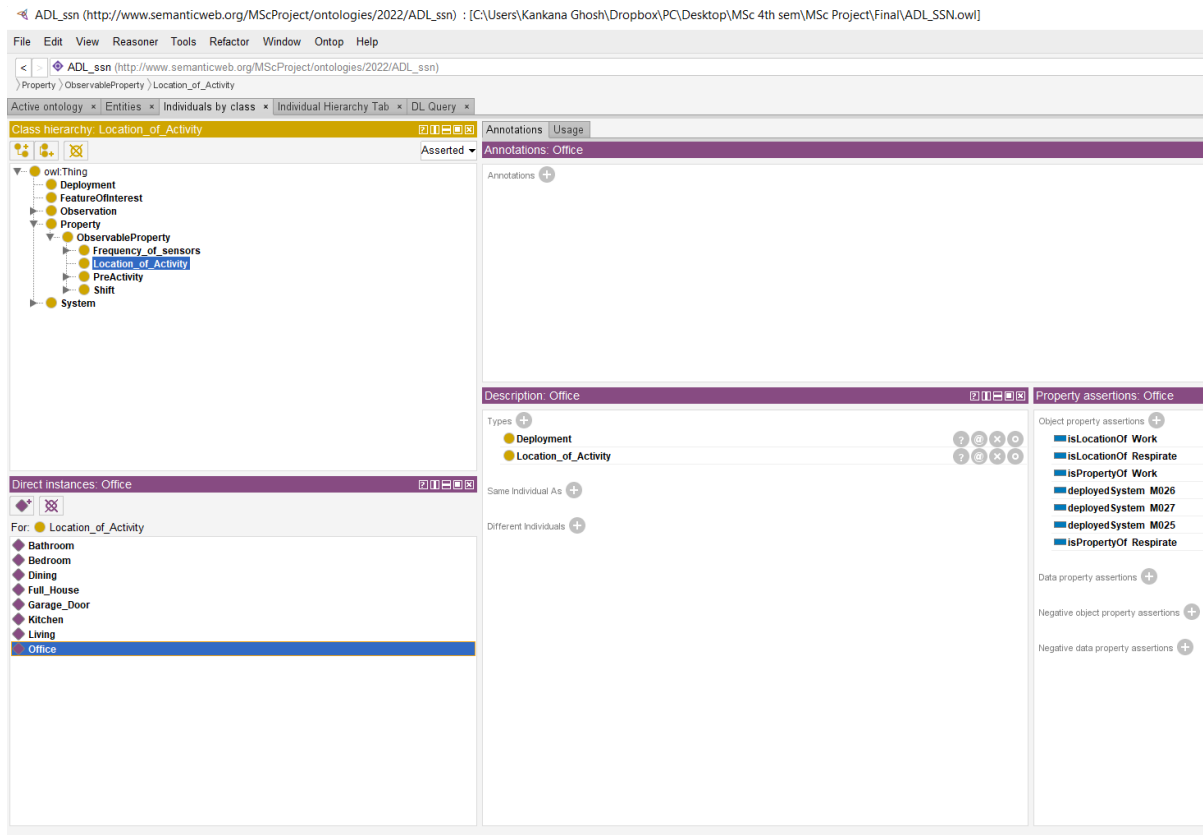 ADL_ssn (http://www.semanticweb.org/MScProject/ontologies/2022/ADL_ssn) : [C:\Users\Kankana Ghosh\Dropbox\PC\Desktop\MSc 4th sem\MSc Project\Final\ADL_SSN.owl]
File Edit View Reasoner Tools Refactor Window Ontop Help
< > ADL_ssn (http://www.semanticweb.org/MScProject/ontologies/2022/ADL_ssn)
Property ObservableProperty Location_of_Activity
Active ontology × Entities × Individuals by class × Individual Hierarchy Tab × DL Query ×
Class hierarchy: Location_of_Activity
Asserted
owl:Thing
Deployment
FeatureOfInterest
Observation
Property
ObservableProperty
Frequency_of_sensors
Location_of_Activity
PreActivity
Shift
System
Direct instances: Office
For: Location_of_Activity
Bathroom
Bedroom
Dining
Full_House
Garage_Door
Kitchen
Living
Office
Annotations Usage
Annotations: Office
Annotations
Description: Office
Types
Deployment
Location_of_Activity
Same Individual As
Different Individuals
Property assertions: Office
Object property assertions
isLocationOf Work
isLocationOf Respirate
isPropertyOf Work
deployedSystem M026
deployedSystem M027
deployedSystem M025
isPropertyOf Respirate
Data property assertions
Negative object property assertions
Negative data property assertions